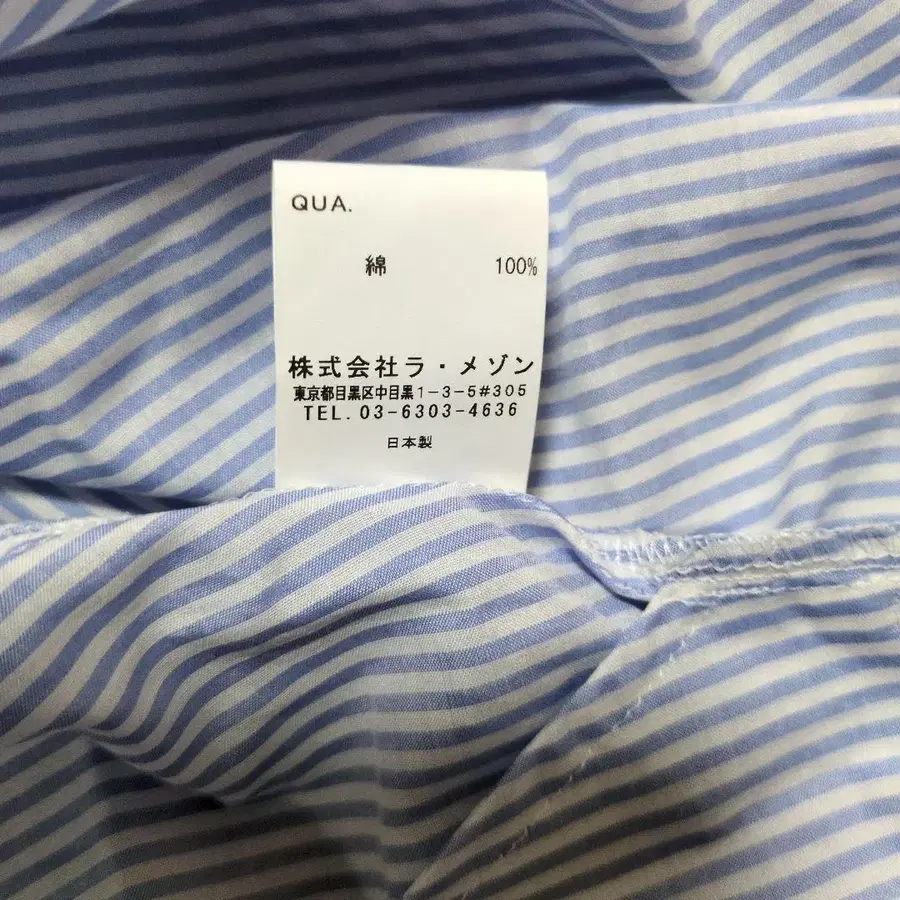 QUA.
綿 100%
株式会社ラ・メゾン
東京都目黒区中目黒1-3-5#305
TEL. 03-6303-4636
日本製